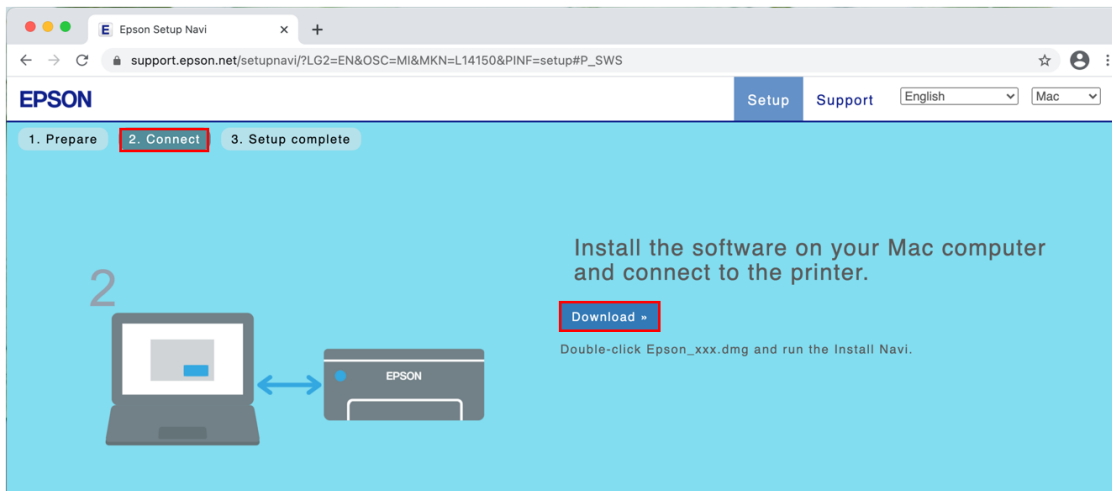 Epson Setup Navi
support.epson.net/setupnavi/?LG2=EN&OSC=MI&MKN=L14150&PINF=setup#P_SWS
EPSON
Setup
Support
English
Mac
1. Prepare
2. Connect
3. Setup complete
Install the software on your Mac computer
and connect to the printer.
2
Download »
EPSON
Double-click Epson_xxx.dmg and run the Install Navi.